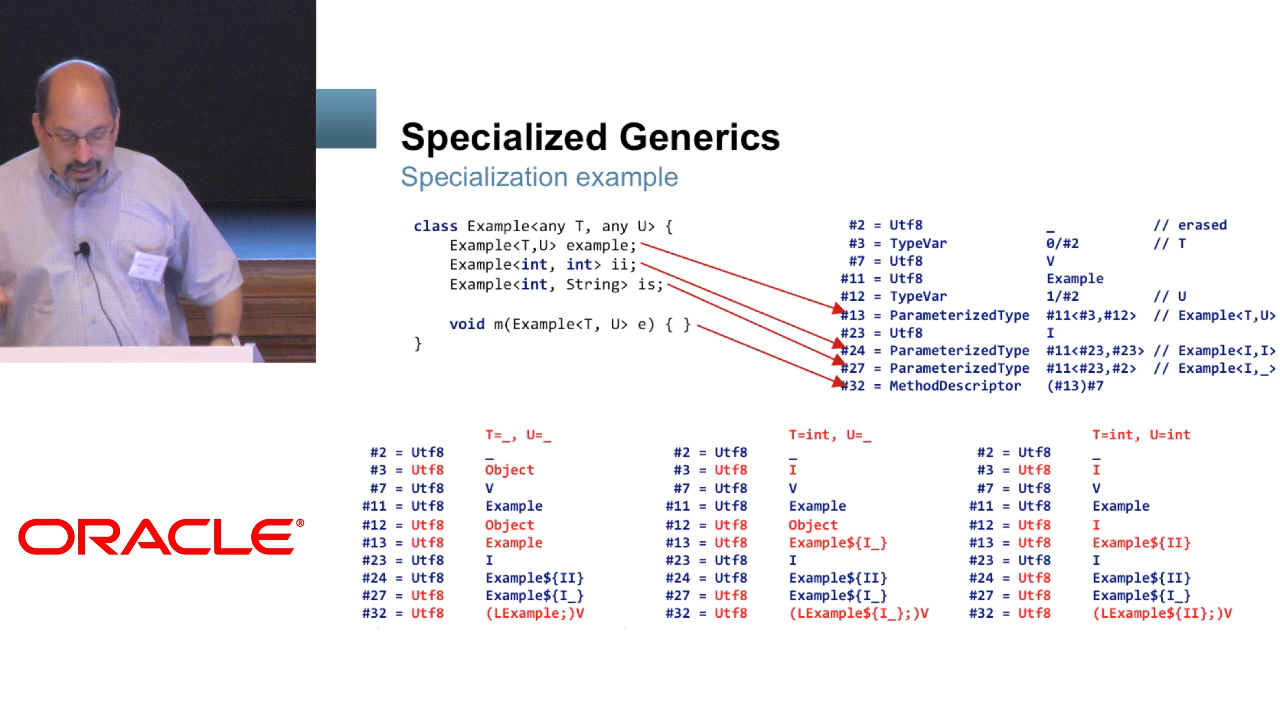 Specialized Generics
Specialization example
class Example<any T, any U> {
Example<T,U> example;
Example<int, int> ii;
Example<int, String> is;
void m(Example<T, U> e) { }
}
#2 = Utf8 _ // erased
#3 = TypeVar 0/#2 // T
#7 = Utf8 V
#11 = Utf8 Example
#12 = TypeVar 1/#2 // U
#13 = ParameterizedType #11<#3,#12> // Example<T,U>
#23 = Utf8 I
#24 = ParameterizedType #11<#23,#23> // Example<I,I>
#27 = ParameterizedType #11<#23,#2> // Example<I,_>
#32 = MethodDescriptor (#13)#7
T=_, U=_
#2 = Utf8 _
#3 = Utf8 Object
#7 = Utf8 V
#11 = Utf8 Example
#12 = Utf8 Object
#13 = Utf8 Example
#23 = Utf8 I
#24 = Utf8 Example${II}
#27 = Utf8 Example${I_}
#32 = Utf8 (LExample;)V
T=int, U=_
#2 = Utf8 _
#3 = Utf8 I
#7 = Utf8 V
#11 = Utf8 Example
#12 = Utf8 Object
#13 = Utf8 Example${I_}
#23 = Utf8 I
#24 = Utf8 Example${II}
#27 = Utf8 Example${I_}
#32 = Utf8 (LExample${I_};)V
T=int, U=int
#2 = Utf8 _
#3 = Utf8 I
#7 = Utf8 V
#11 = Utf8 Example
#12 = Utf8 I
#13 = Utf8 Example${II}
#23 = Utf8 I
#24 = Utf8 Example${II}
#27 = Utf8 Example${I_}
#32 = Utf8 (LExample${II};)V
ORACLE®